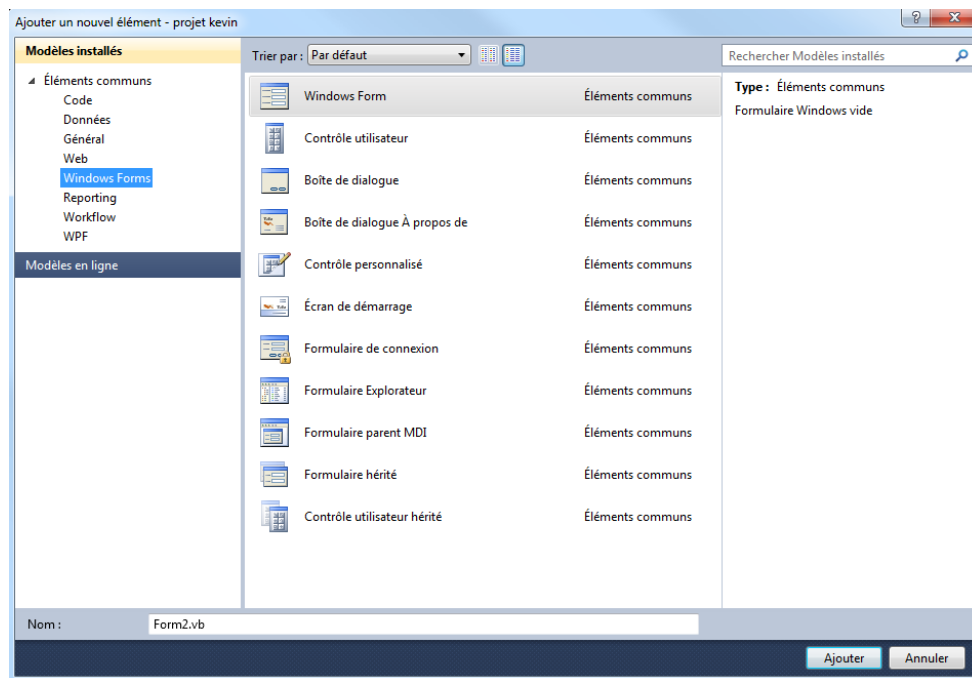 Ajouter un nouvel élément - projet kevin
Modèles installés
Éléments communs
Code
Données
Général
Web
Windows Forms
Reporting
Workflow
WPF
Modèles en ligne
Trier par : Par défaut
Windows Form Éléments communs
Contrôle utilisateur Éléments communs
Boîte de dialogue Éléments communs
Boîte de dialogue À propos de Éléments communs
Contrôle personnalisé Éléments communs
Écran de démarrage Éléments communs
Formulaire de connexion Éléments communs
Formulaire Explorateur Éléments communs
Formulaire parent MDI Éléments communs
Formulaire hérité Éléments communs
Contrôle utilisateur hérité Éléments communs
Rechercher Modèles installés
Type : Éléments communs
Formulaire Windows vide
Nom : Form2.vb
Ajouter Annuler